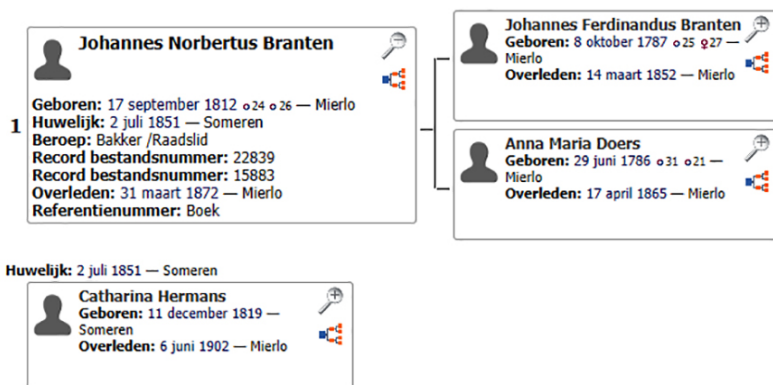 Johannes Norbertus Branten
Geboren: 17 september 1812 24 26 — Mierlo
1
Huwelijk: 2 juli 1851 — Someren
Beroep: Bakker /Raadslid
Record bestandsnummer: 22839
Record bestandsnummer: 15883
Overleden: 31 maart 1872 — Mierlo
Referentienummer: Boek
Johannes Ferdinandus Branten
Geboren: 8 oktober 1787 25 ♀27 —
Mierlo
Overleden: 14 maart 1852 — Mierlo
Anna Maria Doers
Geboren: 29 juni 1786 31 21 —
Mierlo
Overleden: 17 april 1865 — Mierlo
Huwelijk: 2 juli 1851 — Someren
Catharina Hermans
Geboren: 11 december 1819 —
Someren
Overleden: 6 juni 1902 — Mierlo